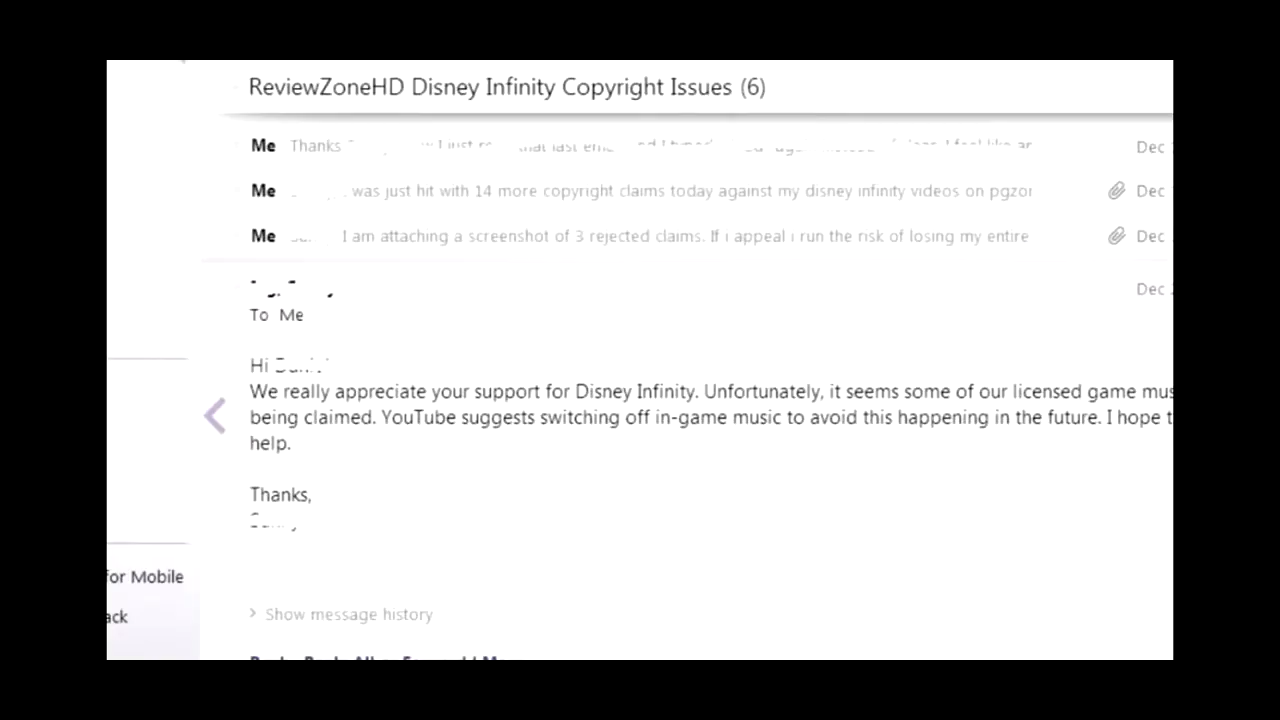 ReviewZoneHD Disney Infinity Copyright Issues (6)
Me Thanks that last Dec
Me was just hit with 14 more copyright claims today against my disney infinity videos on Dec
Me I am attaching a screenshot of 3 rejected claims. If i appeal i run the risk of losing my entire Dec
Dec
To Me
Hi
We really appreciate your support for Disney Infinity. Unfortunately, it seems some of our licensed game mus
being claimed. YouTube suggests switching off in-game music to avoid this happening in the future. I hope t
help.
Thanks,
for Mobile
ack
> Show message history